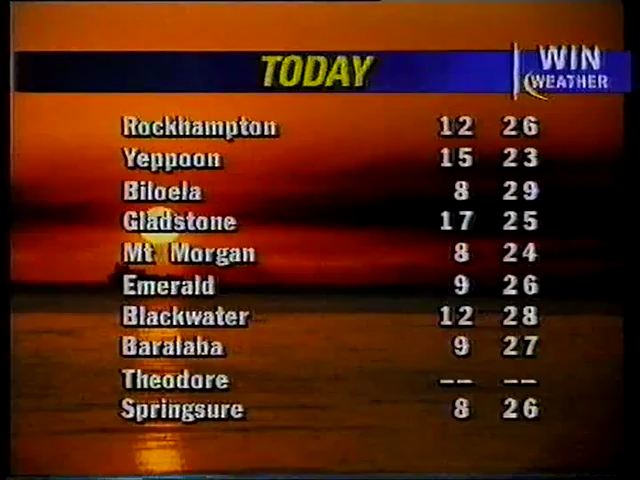 TODAY
WIN
WEATHER
Rockhampton 12 26
Yeppoon 15 23
Biloela 8 29
Gladstone 17 25
Mt Morgan 8 24
Emerald 9 26
Blackwater 12 28
Baralaba 9 27
Theodore -- --
Springsure 8 26